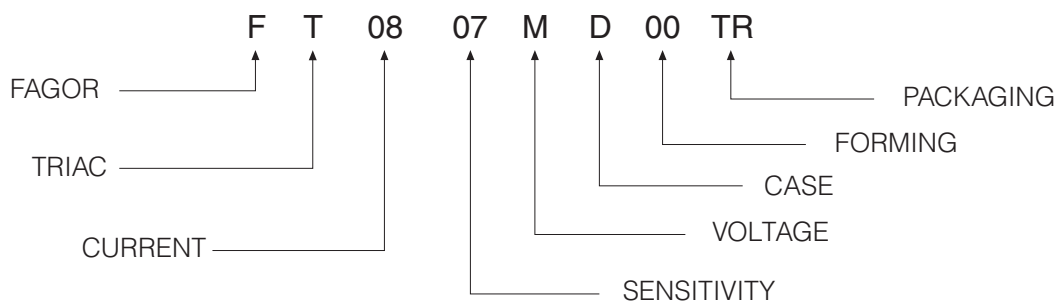 F T 08 07 M D 00 TR
FAGOR
PACKAGING
FORMING
TRIAC
CASE
VOLTAGE
CURRENT
SENSITIVITY